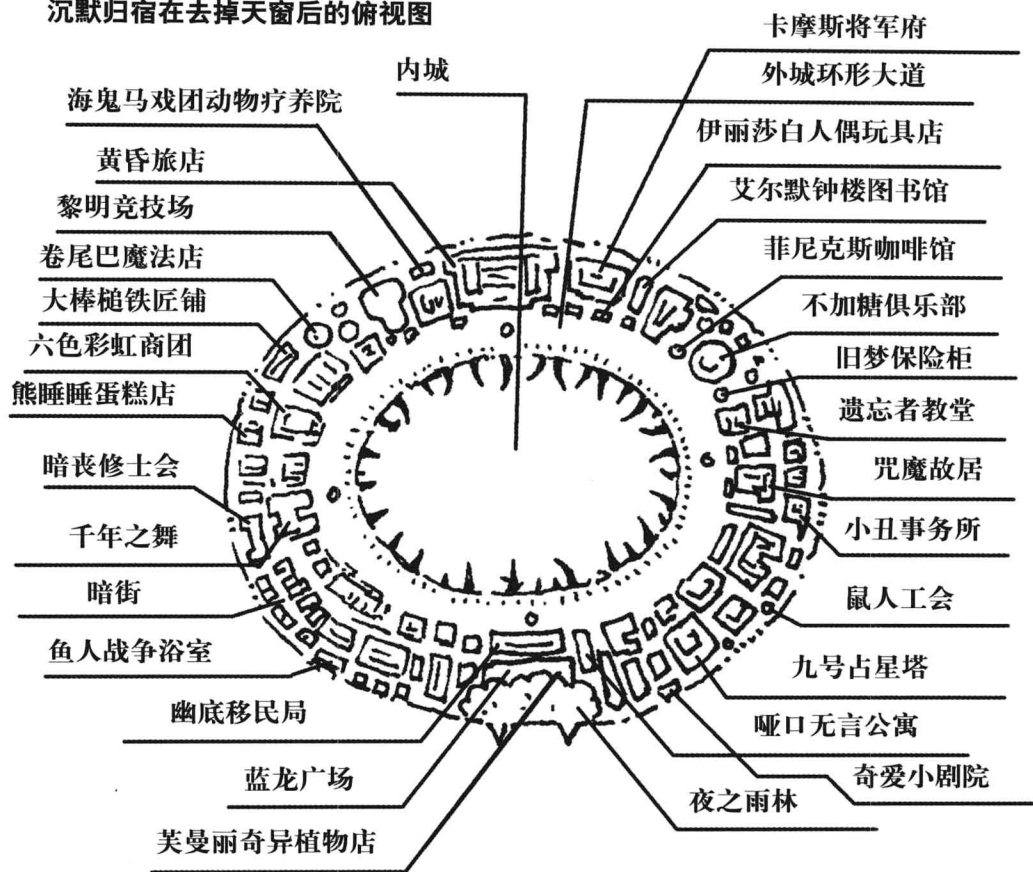 沉默归宿在去掉天窗后的俯视图
卡摩斯将军府
内城
外城环形大道
海鬼马戏团动物疗养院
伊丽莎白人偶玩具店
黄昏旅店
艾尔默钟楼图书馆
黎明竞技场
菲尼克斯咖啡馆
卷尾巴魔法店
大棒槌铁匠铺
不加糖俱乐部
六色彩虹商团
旧梦保险柜
熊睡睡蛋糕店
遗忘者教堂
暗丧修士会
咒魔故居
千年之舞
小丑事务所
暗街
鼠人工会
鱼人战争浴室
九号占星塔
幽底移民局
哑口无言公寓
蓝龙广场
奇爱小剧院
夜之雨林
芙曼丽奇异植物店